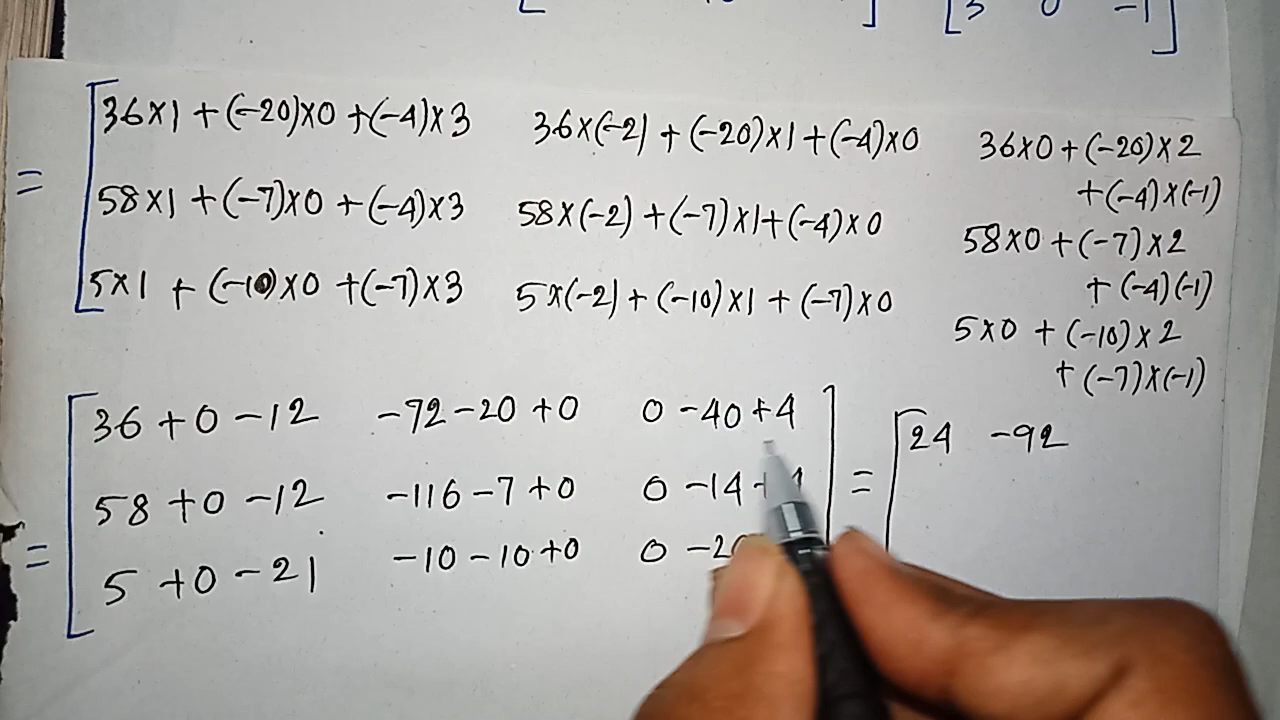 3 0 -1
= 36×1 + (-20)×0 + (-4)×3 36×(-2) + (-20)×1 + (-4)×0 36×0 + (-20)×2
+ (-4)×(-1)
58×1 + (-7)×0 + (-4)×3 58×(-2) + (-7)×1 + (-4)×0 58×0 + (-7)×2
+ (-4)(-1)
5×1 + (-10)×0 + (-7)×3 5×(-2) + (-10)×1 + (-7)×0 5×0 + (-10)×2
+ (-7)×(-1)
= 36 + 0 - 12 -72 - 20 + 0 0 - 40 + 4 = 24 -92
58 + 0 - 12 -116 - 7 + 0 0 - 14 +
5 + 0 - 21 -10 - 10 + 0 0 -